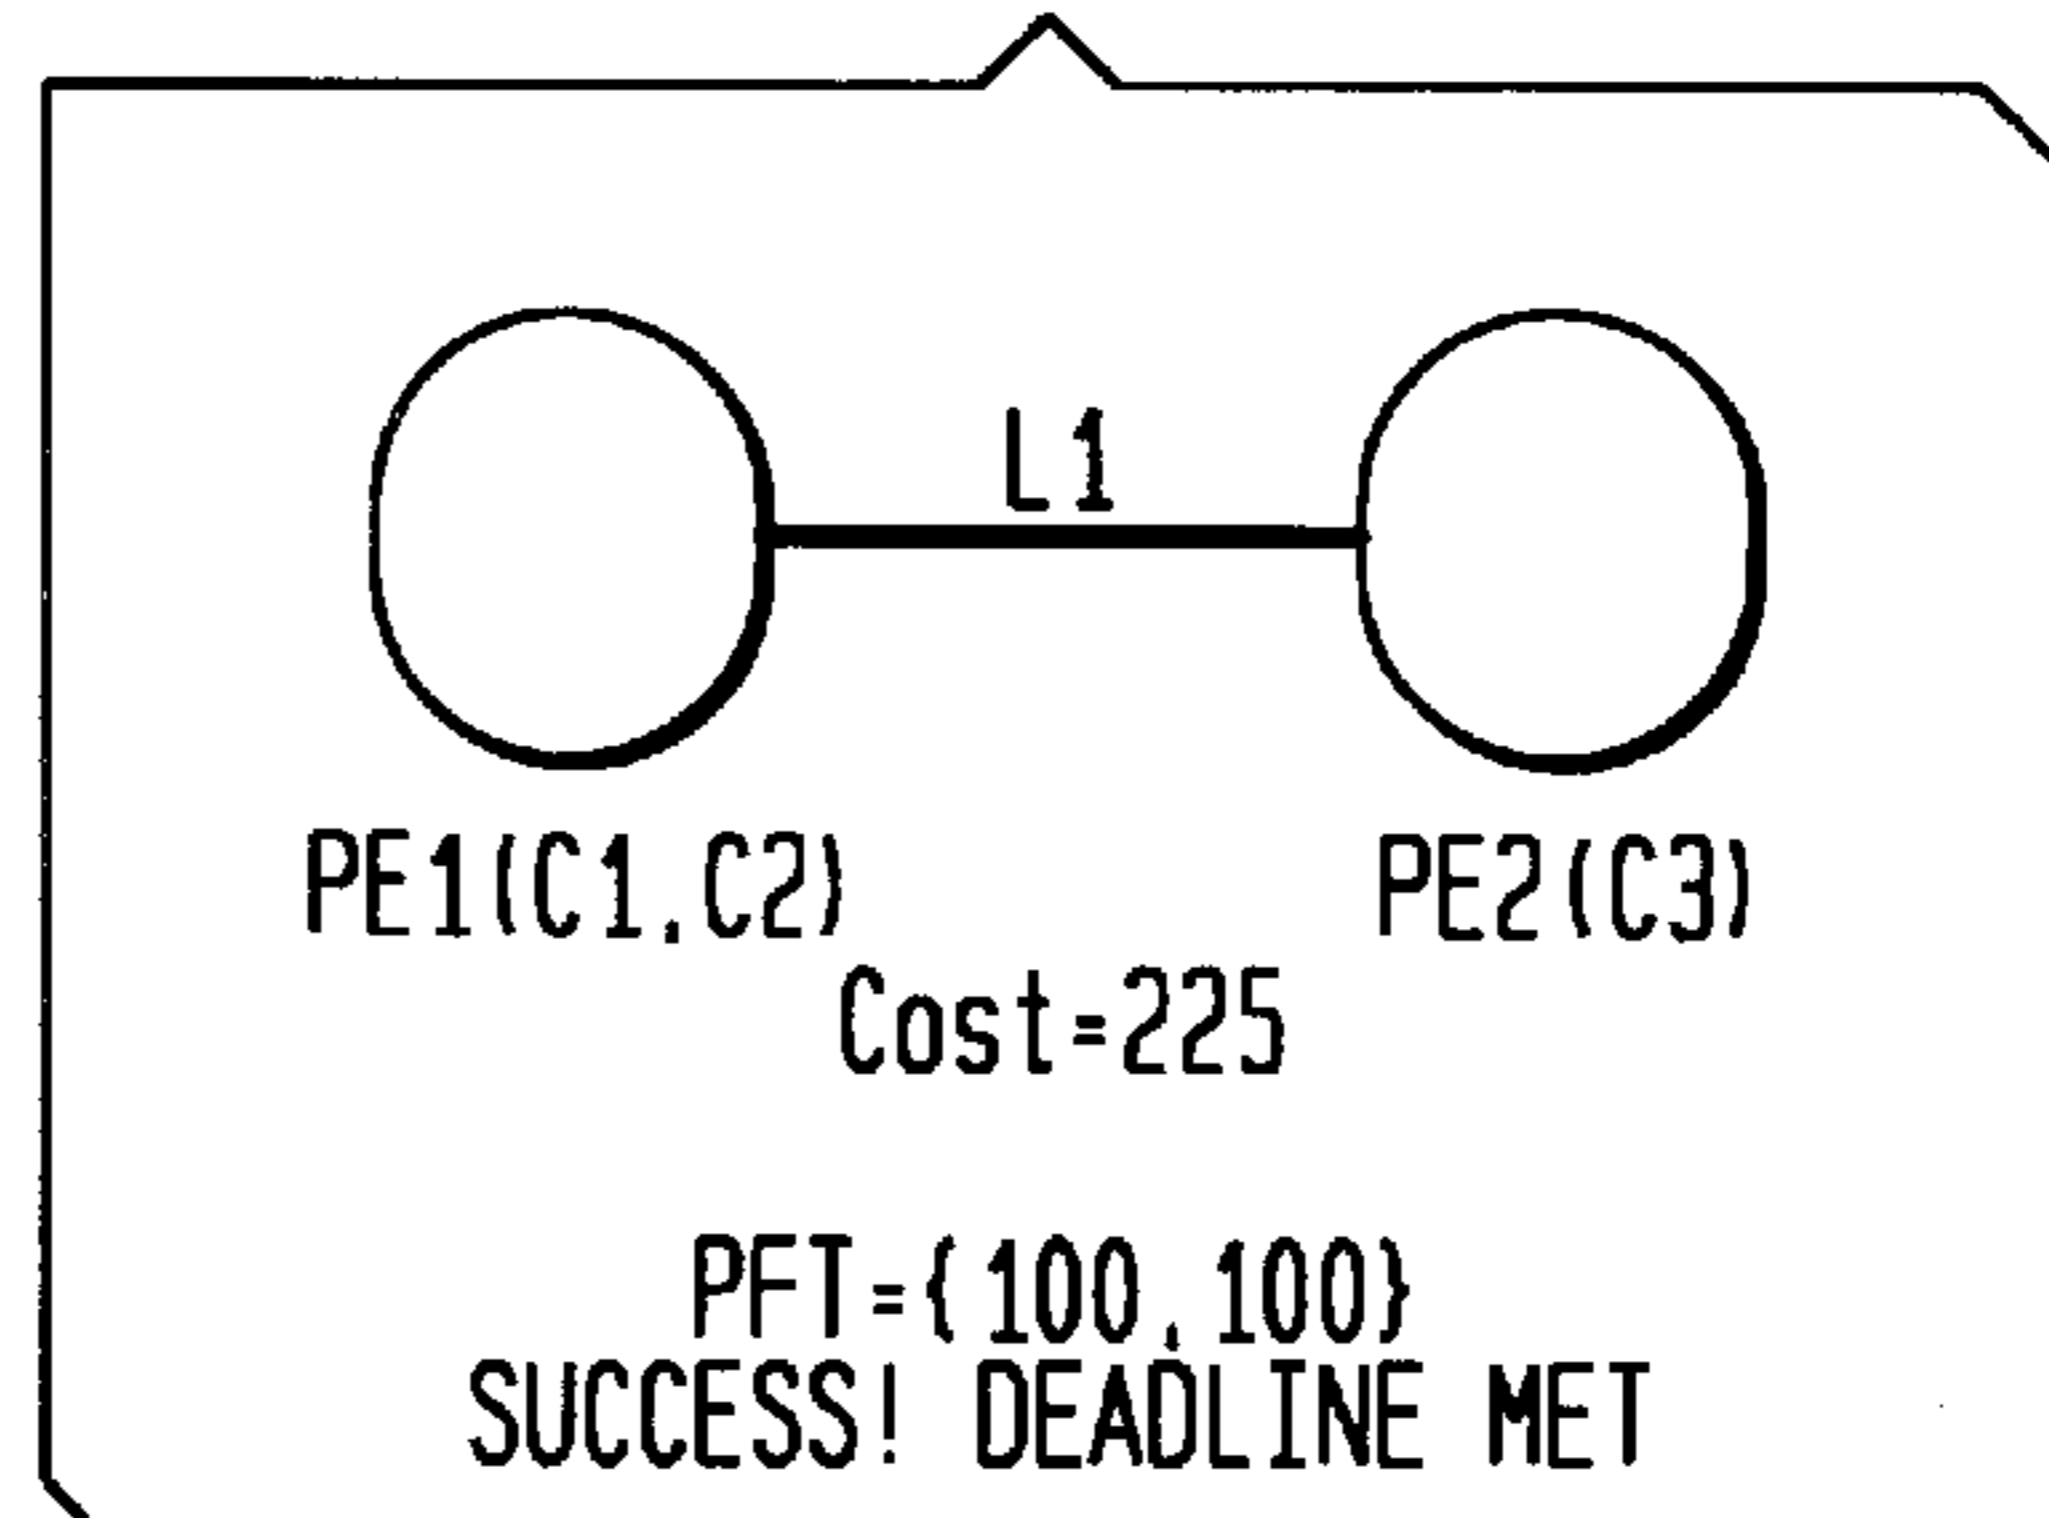 L1
PE1(C1,C2) PE2(C3)
Cost=225
PFT={100,100}
SUCCESS! DEADLINE MET